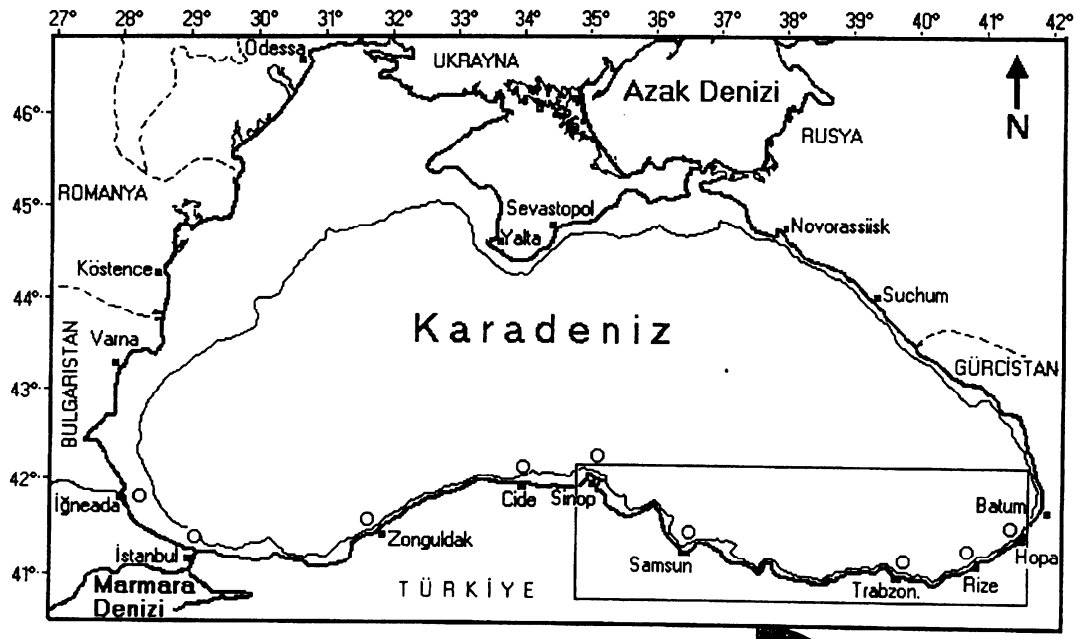 27° 28° 29° 30° 31° 32° 33° 34° 35° 36° 37° 38° 39° 40° 41° 42°
Odessa
UKRAYNA
Azak Denizi
N
46°
RUSYA
ROMANYA
45°
Sevastopol
Yalta
Novorassiisk
Köstence
44°
Suchum
Karadeniz
Varna
BULGARISTAN
GÜRCİSTAN
43°
42°
İğneada
Cide
Sinop
Batum
Zonguldak
İstanbul
Samsun
Hopa
41°
Marmara
Denizi
TÜRKİYE
Trabzon.
Rize